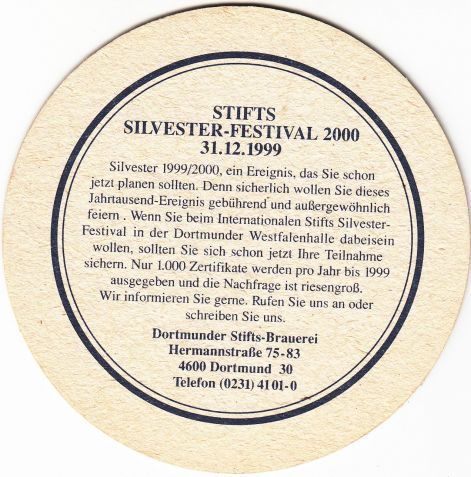 STIFTS
SILVESTER-FESTIVAL 2000
31.12.1999
Silvester 1999/2000, ein Ereignis, das Sie schon
jetzt planen sollten. Denn sicherlich wollen Sie dieses
Jahrtausend-Ereignis gebührend und außergewöhnlich
feiern . Wenn Sie beim Internationalen Stifts Silvester-
Festival in der Dortmunder Westfalenhalle dabeisein
wollen, sollten Sie sich schon jetzt Ihre Teilnahme
sichern. Nur 1.000 Zertifikate werden pro Jahr bis 1999
ausgegeben und die Nachfrage ist riesengroß.
Wir informieren Sie gerne. Rufen Sie uns an oder
schreiben Sie uns.
Dortmunder Stifts-Brauerei
Hermannstraße 75-83
4600 Dortmund 30
Telefon (0231) 4101-0